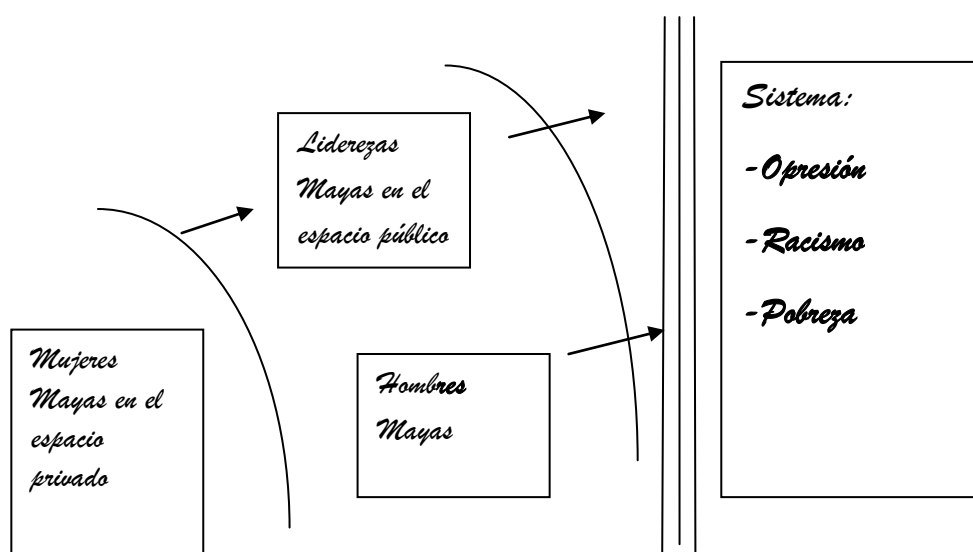 Sistema:
-Opresión
-Racismo
-Pobreza
Liderezas
Mayas en el
espacio público
Mujeres
Mayas en el
espacio
privado
Hombres
Mayas